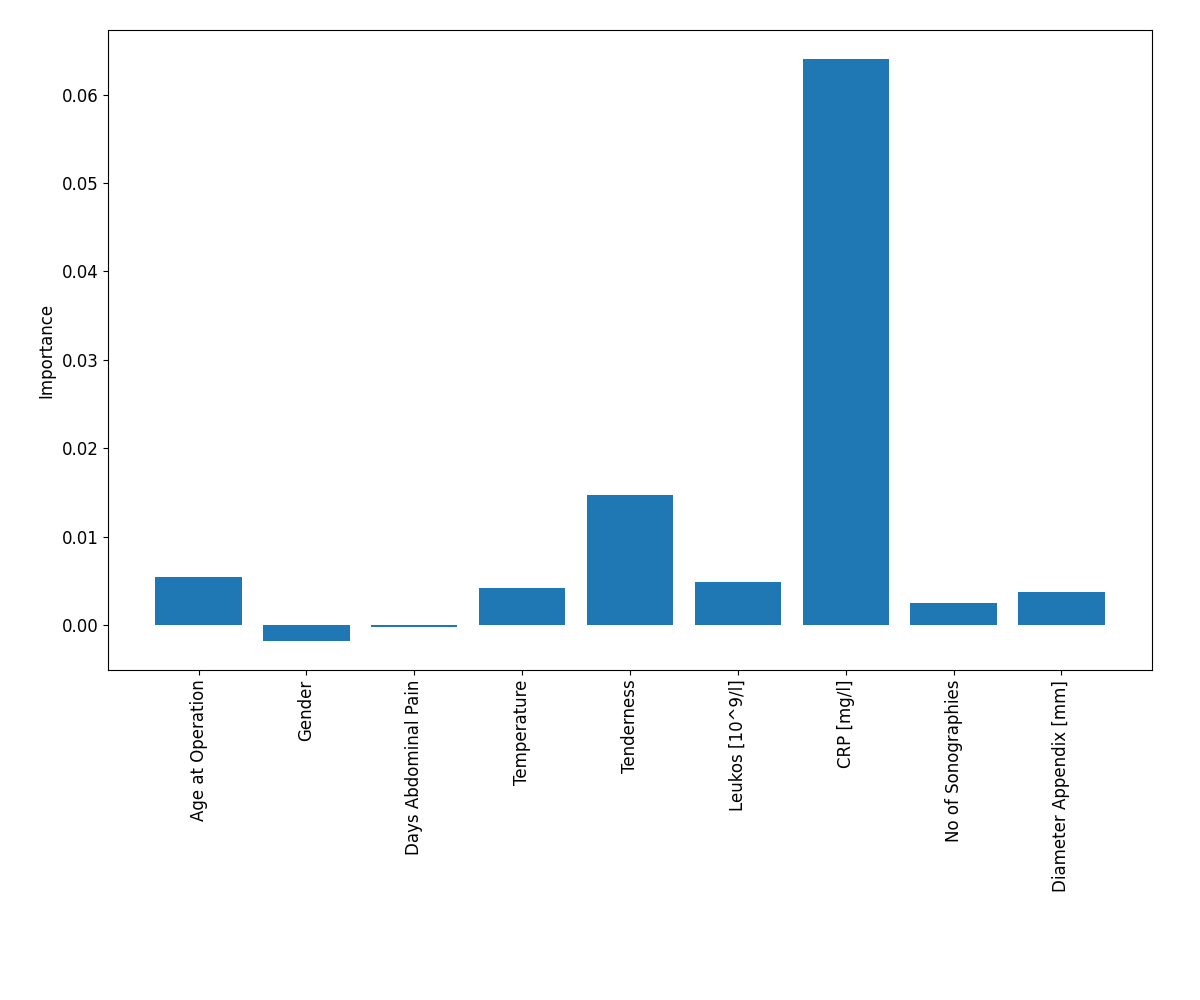 0.06
0.05
0.04
0.03
0.02
0.01
0.00
Importance
Age at Operation
Gender
Days Abdominal Pain
Temperature
Tenderness
Leukos [10^9/l]
CRP [mg/l]
No of Sonographies
Diameter Appendix [mm]